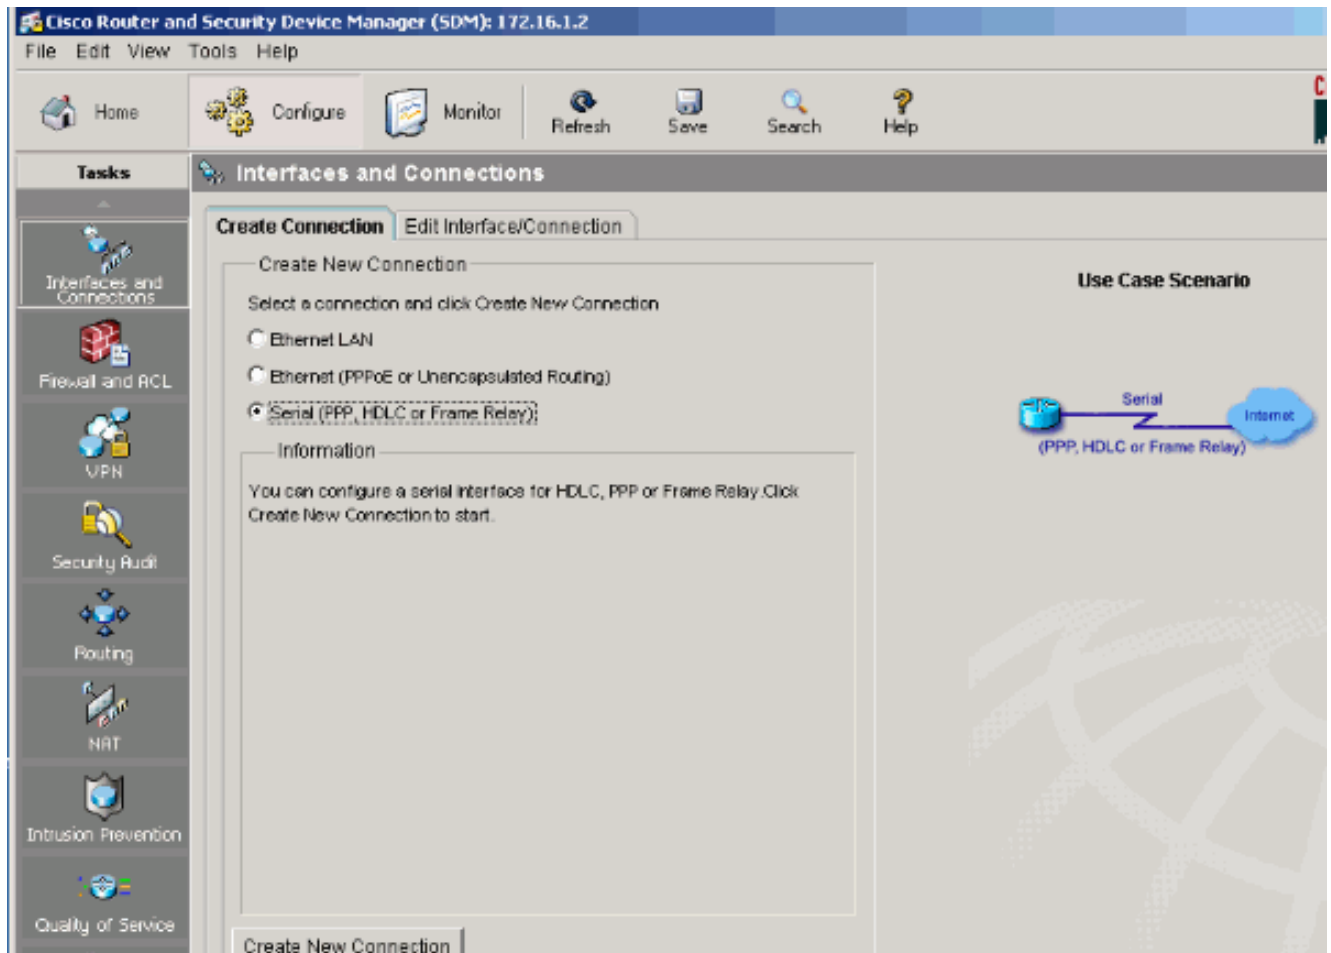 Cisco Router and Security Device Manager (SDM): 172.16.1.2
File Edit View Tools Help
Home Configure Monitor Refresh Save Search Help
Tasks
Interfaces and Connections
Create Connection Edit Interface/Connection
Interfaces and
Connections
Firewall and ACL
VPN
Security Audit
Routing
NAT
Intrusion Prevention
Quality of Service
Create New Connection
Select a connection and click Create New Connection
Ethernet LAN
Ethernet (PPPoE or Unencapsulated Routing)
Serial (PPP, HDLC or Frame Relay)
Information
You can configure a serial interface for HDLC, PPP or Frame Relay.Click
Create New Connection to start.
Create New Connection
Use Case Scenario
Serial
Internet
(PPP, HDLC or Frame Relay)